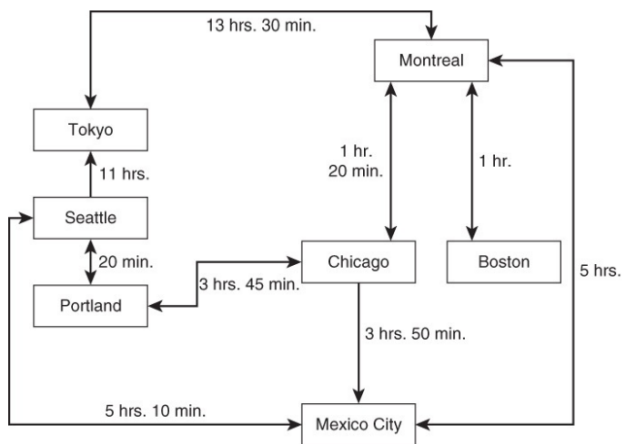 13 hrs. 30 min.
Montreal
Tokyo
1 hr.
20 min.
1 hr.
11 hrs.
Seattle
20 min.
Chicago
Boston
5 hrs.
3 hrs. 45 min.
Portland
3 hrs. 50 min.
5 hrs. 10 min.
Mexico City